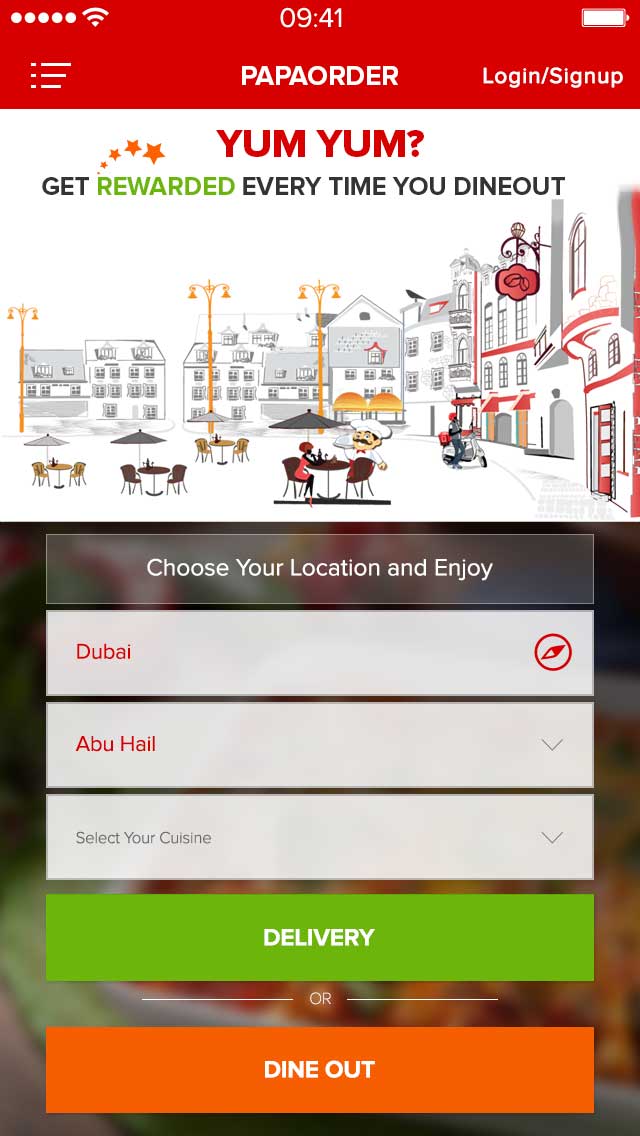 09:41
PAPAORDER
Login/Signup
YUM YUM?
GET REWARDED EVERY TIME YOU DINEOUT
Choose Your Location and Enjoy
Dubai
Abu Hail
Select Your Cuisine
DELIVERY
OR
DINE OUT